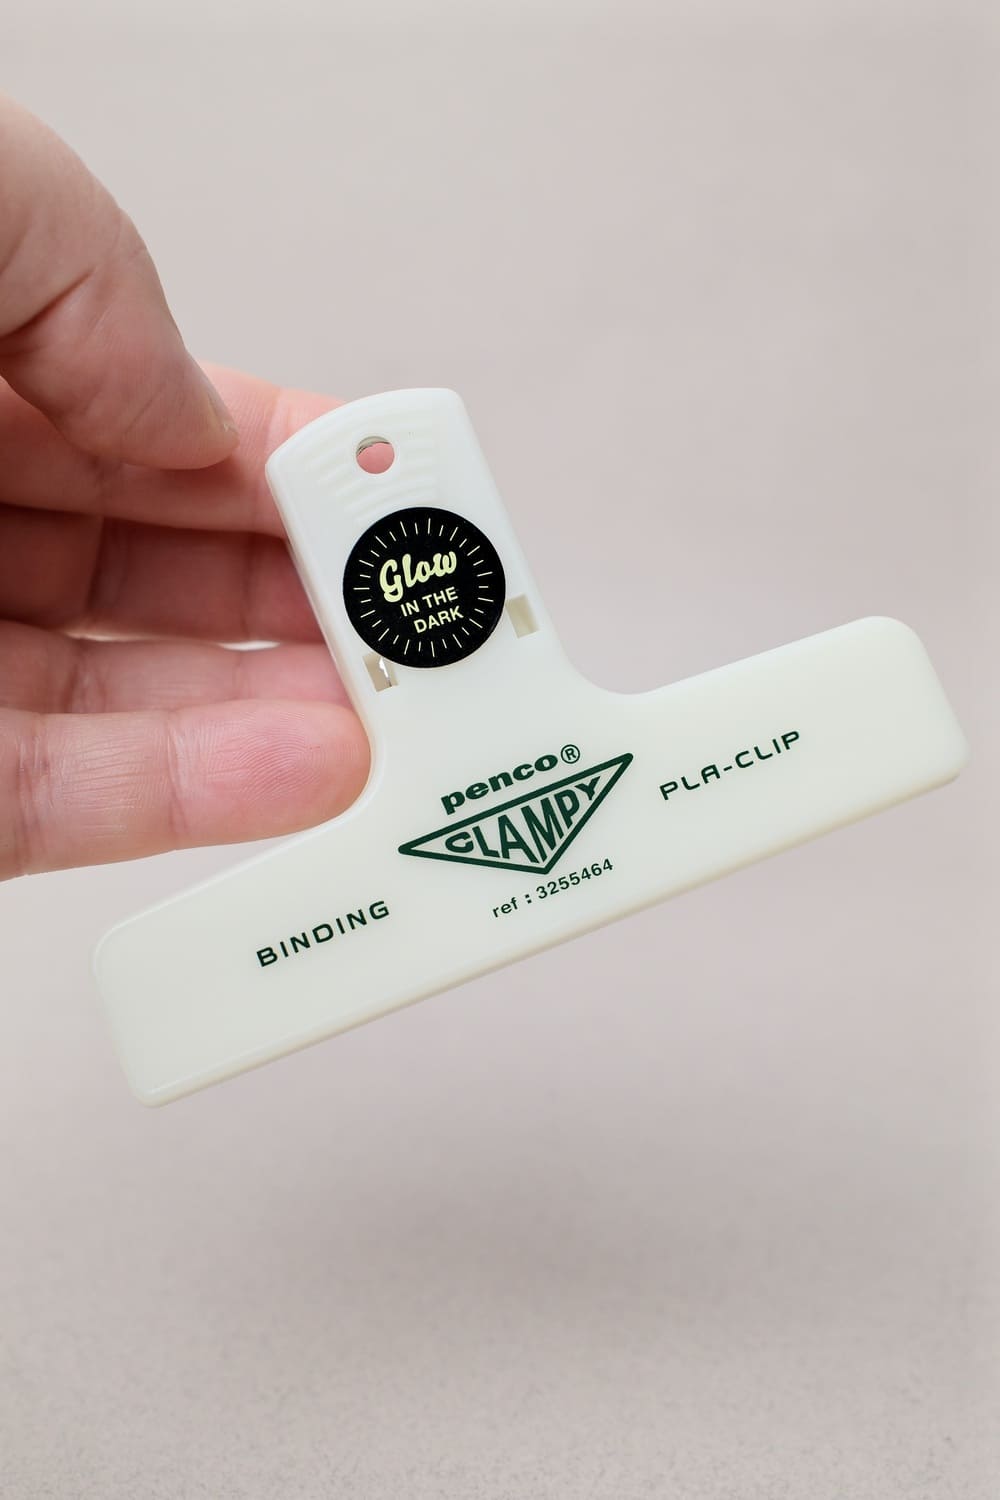 Glow
IN THE
DARK
penco®
CLAMPY
BINDING
PLA-CLIP
ref : 3255464